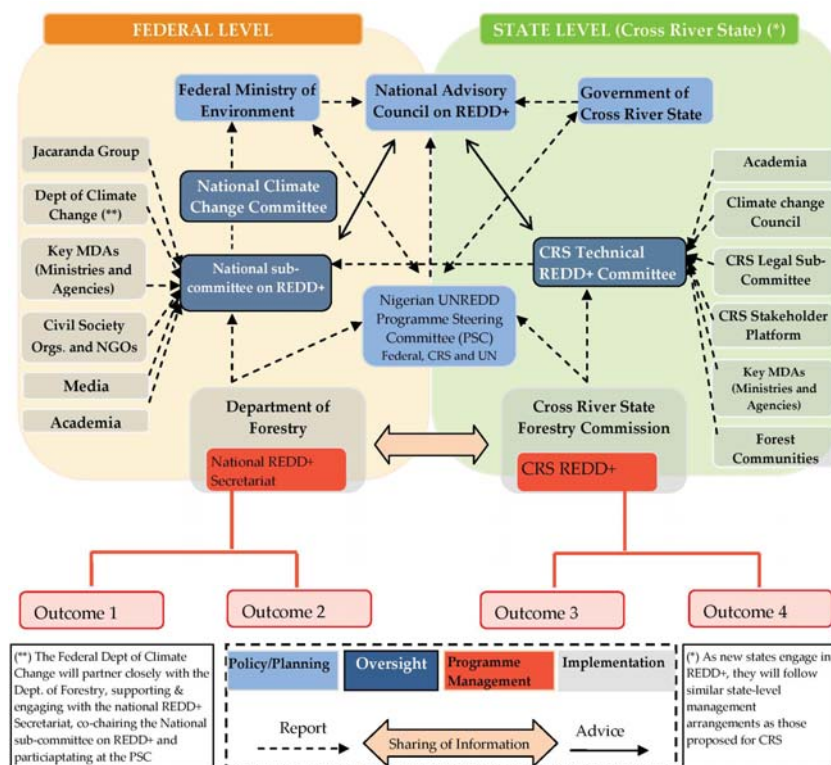 FEDERAL LEVEL
STATE LEVEL (Cross River State) (*)
Federal Ministry of
Environment
National Advisory
Council on REDD+
Government of
Cross River State
Jacaranda Group
Dept of Climate
Change (**)
Key MDAs
(Ministries and
Agencies)
Civil Society
Orgs. and NGOs
Media
Academia
National Climate
Change Committee
National sub-
committee on REDD+
Nigerian UNREDD
Programme Steering
Committee (PSC)
Federal, CRS and UN
CRS Technical
REDD+ Committee
Academia
Climate change
Council
CRS Legal Sub-
Committee
CRS Stakeholder
Platform
Key MDAs
(Ministries and
Agencies)
Forest
Communities
Department of
Forestry
National REDD+
Secretariat
Cross River State
Forestry Commission
CRS REDD+
Outcome 1
Outcome 2
Outcome 3
Outcome 4
(**) The Federal Dept of Climate
Change will partner closely with the
Dept. of Forestry, supporting &
engaging with the national REDD+
Secretariat, co-chairing the National
sub-committee on REDD+ and
particiaptating at the PSC
Policy/Planning
Oversight
Programme
Management
Implementation
Report
Sharing of Information
Advice
(*) As new states engage in
REDD+, they will follow
similar state-level
management
arrangements as those
proposed for CRS